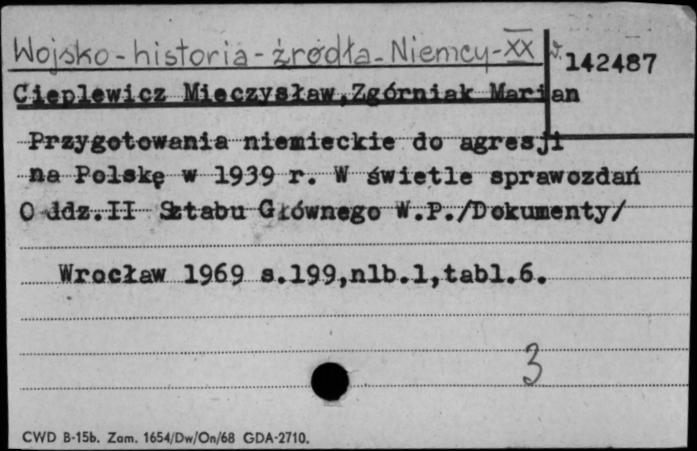 Wojsko - historia - źródła - Niemcy - XX w.
142487
Cieplewicz Mieczysław,Zgórniak Marian
Przygotowania niemieckie do agresji
na Polskę w 1939 r. W świetle sprawozdań
Oddz.II Sztabu Głównego W.P./Dokumenty/
Wrocław 1969 s.199,nlb.1,tabl.6.
3
CWD B-15b. Zam. 1654/Dw/On/68 GDA-2710.